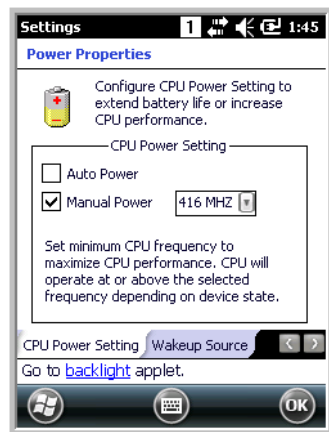 Settings 1 1:45
Power Properties
Configure CPU Power Setting to
extend battery life or increase
CPU performance.
CPU Power Setting
Auto Power
Manual Power 416 MHZ
Set minimum CPU frequency to
maximize CPU performance. CPU will
operate at or above the selected
frequency depending on device state.
CPU Power Setting Wakeup Source
Go to backlight applet.
OK